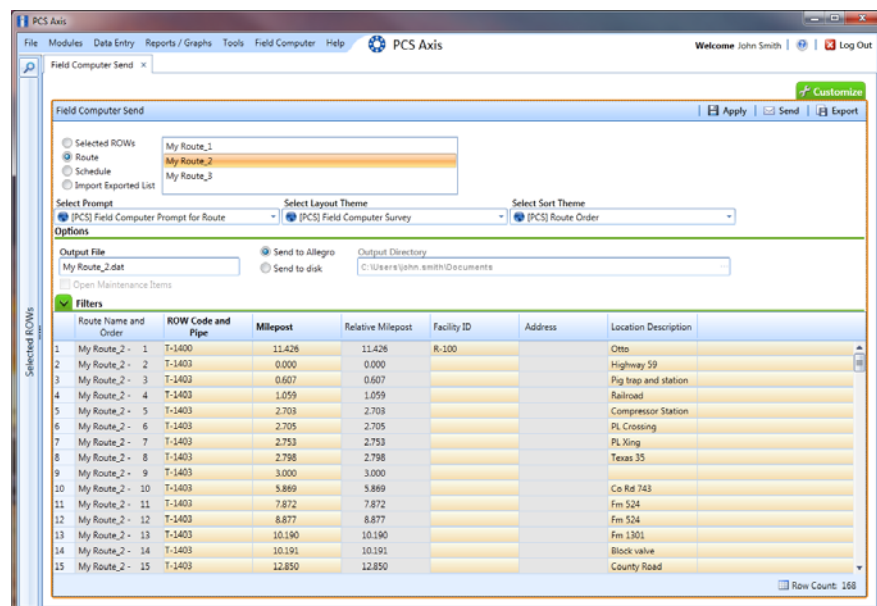 PCS Axis
File Modules Data Entry Reports / Graphs Tools Field Computer Help PCS Axis Welcome John Smith | | Log Out
Field Computer Send ×
Customize
Field Computer Send | Apply | Send | Export
Selected ROWs
Route
Schedule
Import Exported List
My Route_1
My Route_2
My Route_3
Select Prompt Select Layout Theme Select Sort Theme
[PCS] Field Computer Prompt for Route [PCS] Field Computer Survey [PCS] Route Order
Options
Output File Send to Allegro Output Directory
My Route_2.dat Send to disk C:\Users\john.smith\Documents ...
Open Maintenance Items
Filters
Selected ROWs
Route Name and Order ROW Code and Pipe Milepost Relative Milepost Facility ID Address Location Description
1 My Route_2 - 1 T-1400 11.426 11.426 R-100 Otto
2 My Route_2 - 2 T-1403 0.000 0.000 Highway 59
3 My Route_2 - 3 T-1403 0.607 0.607 Pig trap and station
4 My Route_2 - 4 T-1403 1.059 1.059 Railroad
5 My Route_2 - 5 T-1403 2.703 2.703 Compressor Station
6 My Route_2 - 6 T-1403 2.705 2.705 PL Crossing
7 My Route_2 - 7 T-1403 2.753 2.753 PL Xing
8 My Route_2 - 8 T-1403 2.798 2.798 Texas 35
9 My Route_2 - 9 T-1403 3.000 3.000
10 My Route_2 - 10 T-1403 5.869 5.869 Co Rd 743
11 My Route_2 - 11 T-1403 7.872 7.872 Fm 524
12 My Route_2 - 12 T-1403 8.877 8.877 Fm 524
13 My Route_2 - 13 T-1403 10.190 10.190 Fm 1301
14 My Route_2 - 14 T-1403 10.191 10.191 Block valve
15 My Route_2 - 15 T-1403 12.850 12.850 County Road
Row Count: 168